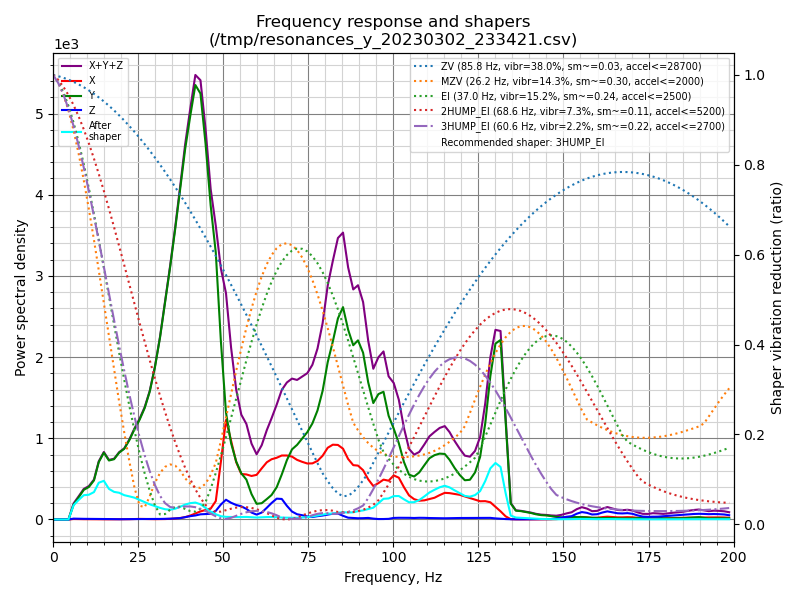 Frequency response and shapers
(/tmp/resonances_y_20230302_233421.csv)
1e3
X+Y+Z
X
Y
Z
After
shaper
ZV (85.8 Hz, vibr=38.0%, sm~=0.03, accel<=28700)
MZV (26.2 Hz, vibr=14.3%, sm~=0.30, accel<=2000)
EI (37.0 Hz, vibr=15.2%, sm~=0.24, accel<=2500)
2HUMP_EI (68.6 Hz, vibr=7.3%, sm~=0.11, accel<=5200)
3HUMP_EI (60.6 Hz, vibr=2.2%, sm~=0.22, accel<=2700)
Recommended shaper: 3HUMP_EI
Power spectral density
5
4
3
2
1
0
1.0
0.8
0.6
0.4
0.2
0.0
Shaper vibration reduction (ratio)
0 25 50 75 100 125 150 175 200
Frequency, Hz